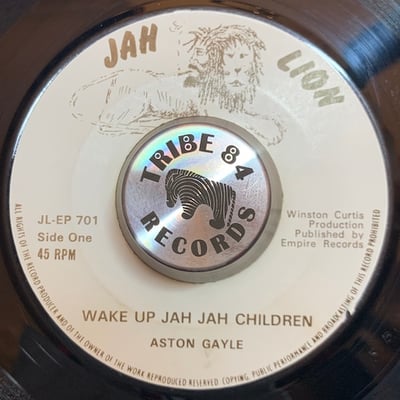 JAH LION
TRIBE 84
RECORDS
JL-EP 701
Side One
45 RPM
Winston Curtis
Production
Published by
Empire Records
WAKE UP JAH JAH CHILDREN
ASTON GAYLE
ALL RIGHTS OF THE RECORD PRODUCER AND OF THE OWNER OF THE WORK REPRODUCED RESERVED COPYING, PUBLIC PERFORMANCE AND BROADCASTING OF THIS RECORD PROHIBITED